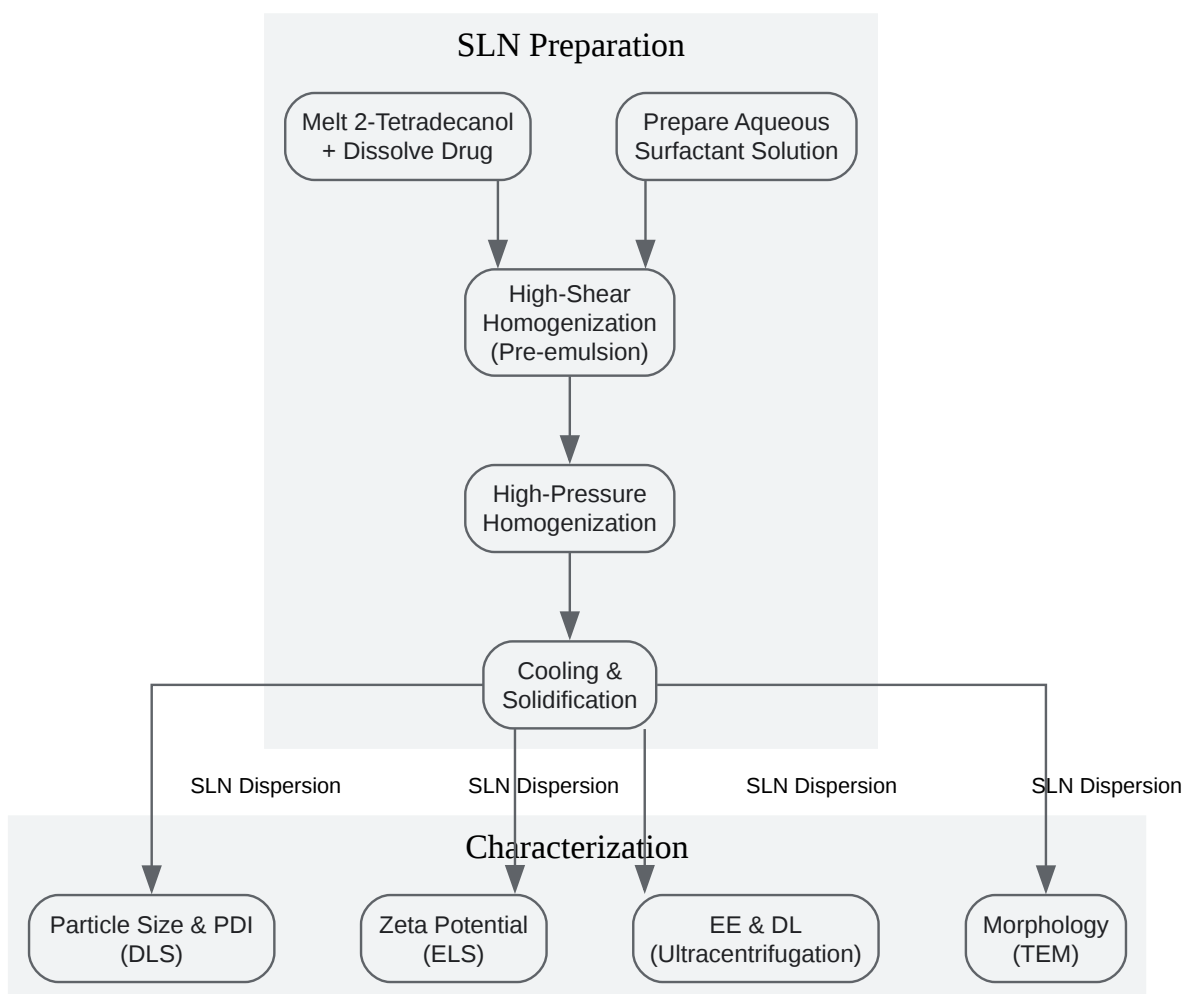 SLN Preparation
Melt 2-Tetradecanol
+ Dissolve Drug
Prepare Aqueous
Surfactant Solution
High-Shear
Homogenization
(Pre-emulsion)
High-Pressure
Homogenization
Cooling &
Solidification
SLN Dispersion
SLN Dispersion
SLN Dispersion
SLN Dispersion
Characterization
Particle Size & PDI
(DLS)
Zeta Potential
(ELS)
EE & DL
(Ultracentrifugation)
Morphology
(TEM)